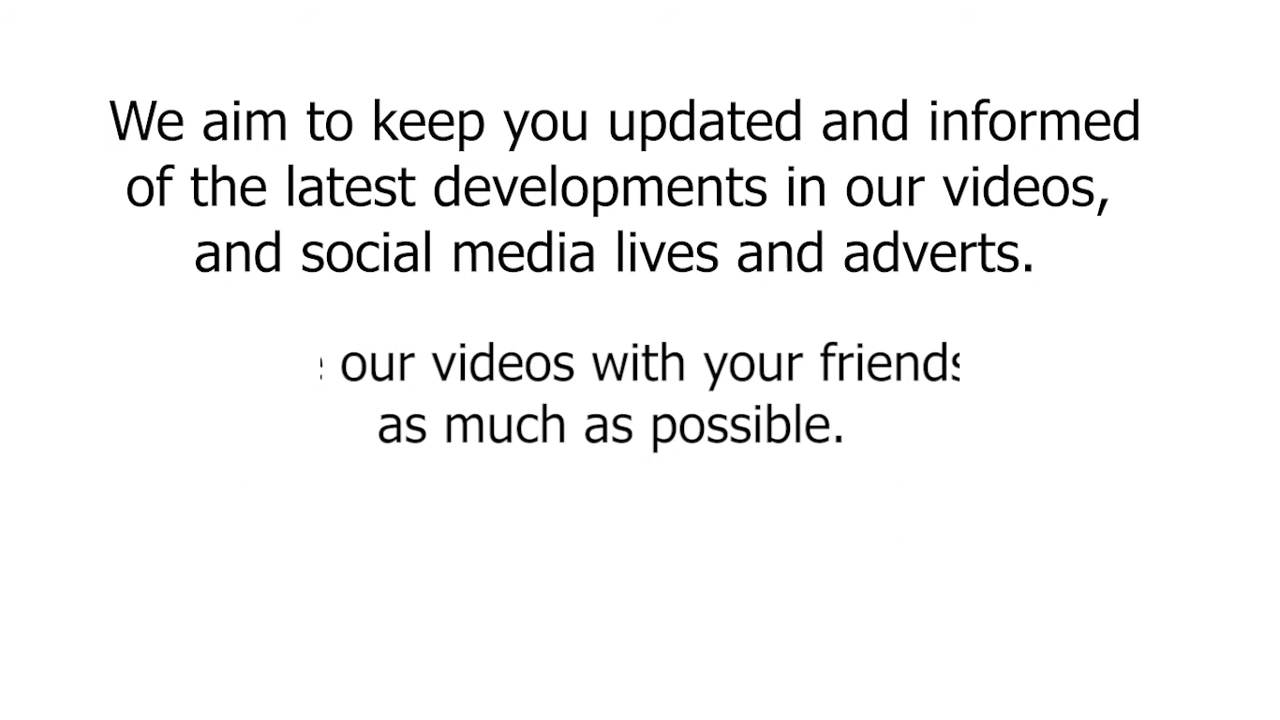 We aim to keep you updated and informed
of the latest developments in our videos,
and social media lives and adverts.
our videos with your friends
as much as possible.